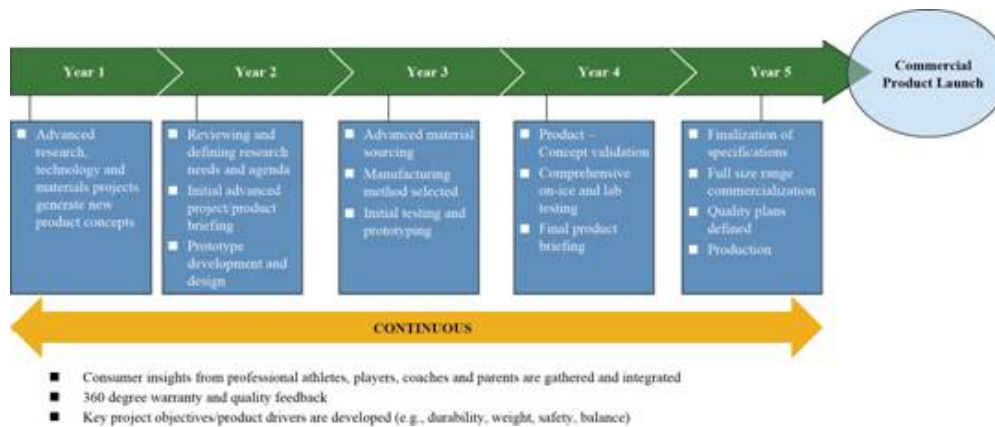 Year 1
Year 2
Year 3
Year 4
Year 5
Commercial
Product Launch
■ Advanced
research,
technology and
materials projects
generate new
product concepts
■ Reviewing and
defining research
needs and agenda
■ Initial advanced
project/product
briefing
■ Prototype
development and
design
■ Advanced material
sourcing
■ Manufacturing
method selected
■ Initial testing and
prototyping
■ Product –
Concept validation
■ Comprehensive
on-ice and lab
testing
■ Final product
briefing
■ Finalization of
specifications
■ Full size range
commercialization
■ Quality plans
defined
■ Production
CONTINUOUS
■ Consumer insights from professional athletes, players, coaches and parents are gathered and integrated
■ 360 degree warranty and quality feedback
■ Key project objectives/product drivers are developed (e.g., durability, weight, safety, balance)